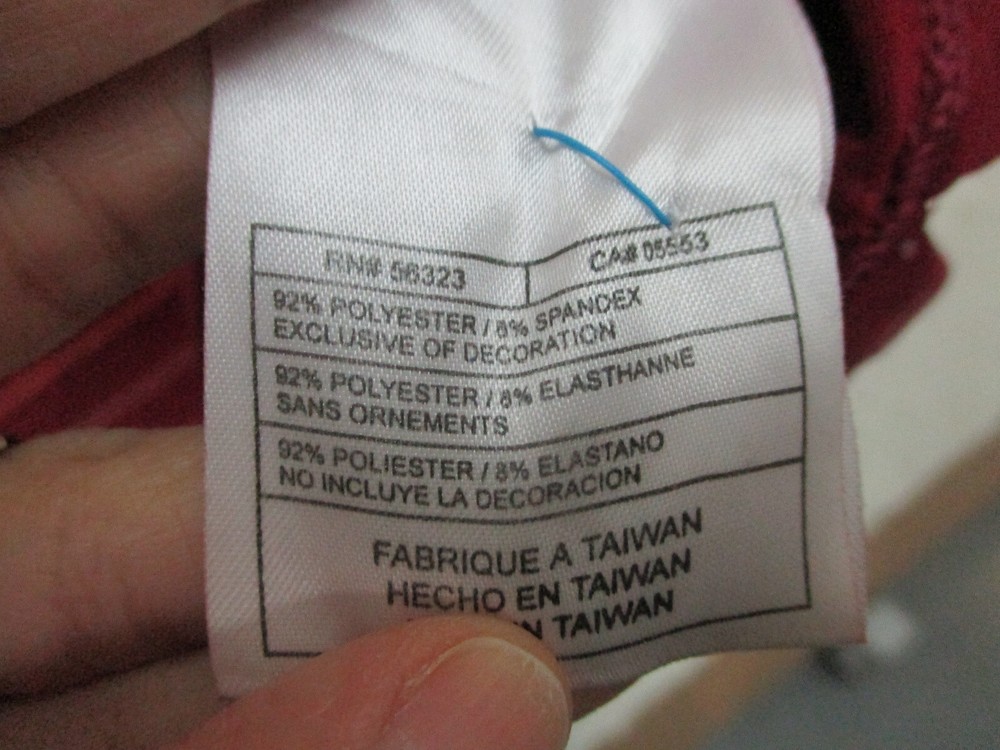 RN# 56323 CA# 05553
92% POLYESTER / 8% SPANDEX
EXCLUSIVE OF DECORATION
92% POLYESTER / 8% ELASTHANNE
SANS ORNEMENTS
92% POLIESTER / 8% ELASTANO
NO INCLUYE LA DECORACION
FABRIQUE A TAIWAN
HECHO EN TAIWAN
TAIWAN